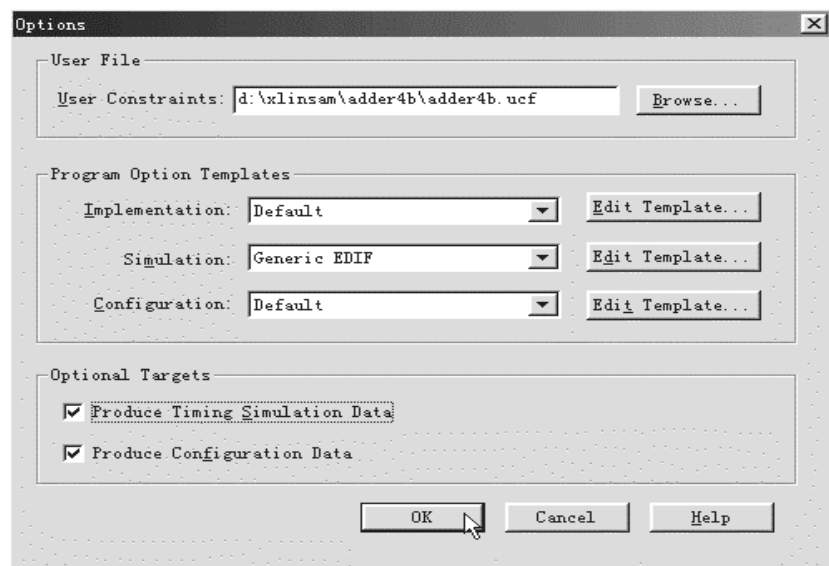 Options
User File
User Constraints: d:\xlinsam\adder4b\adder4b.ucf Browse...
Program Option Templates
Implementation: Default Edit Template...
Simulation: Generic EDIF Edit Template...
Configuration: Default Edit Template...
Optional Targets
Produce Timing Simulation Data
Produce Configuration Data
OK Cancel Help